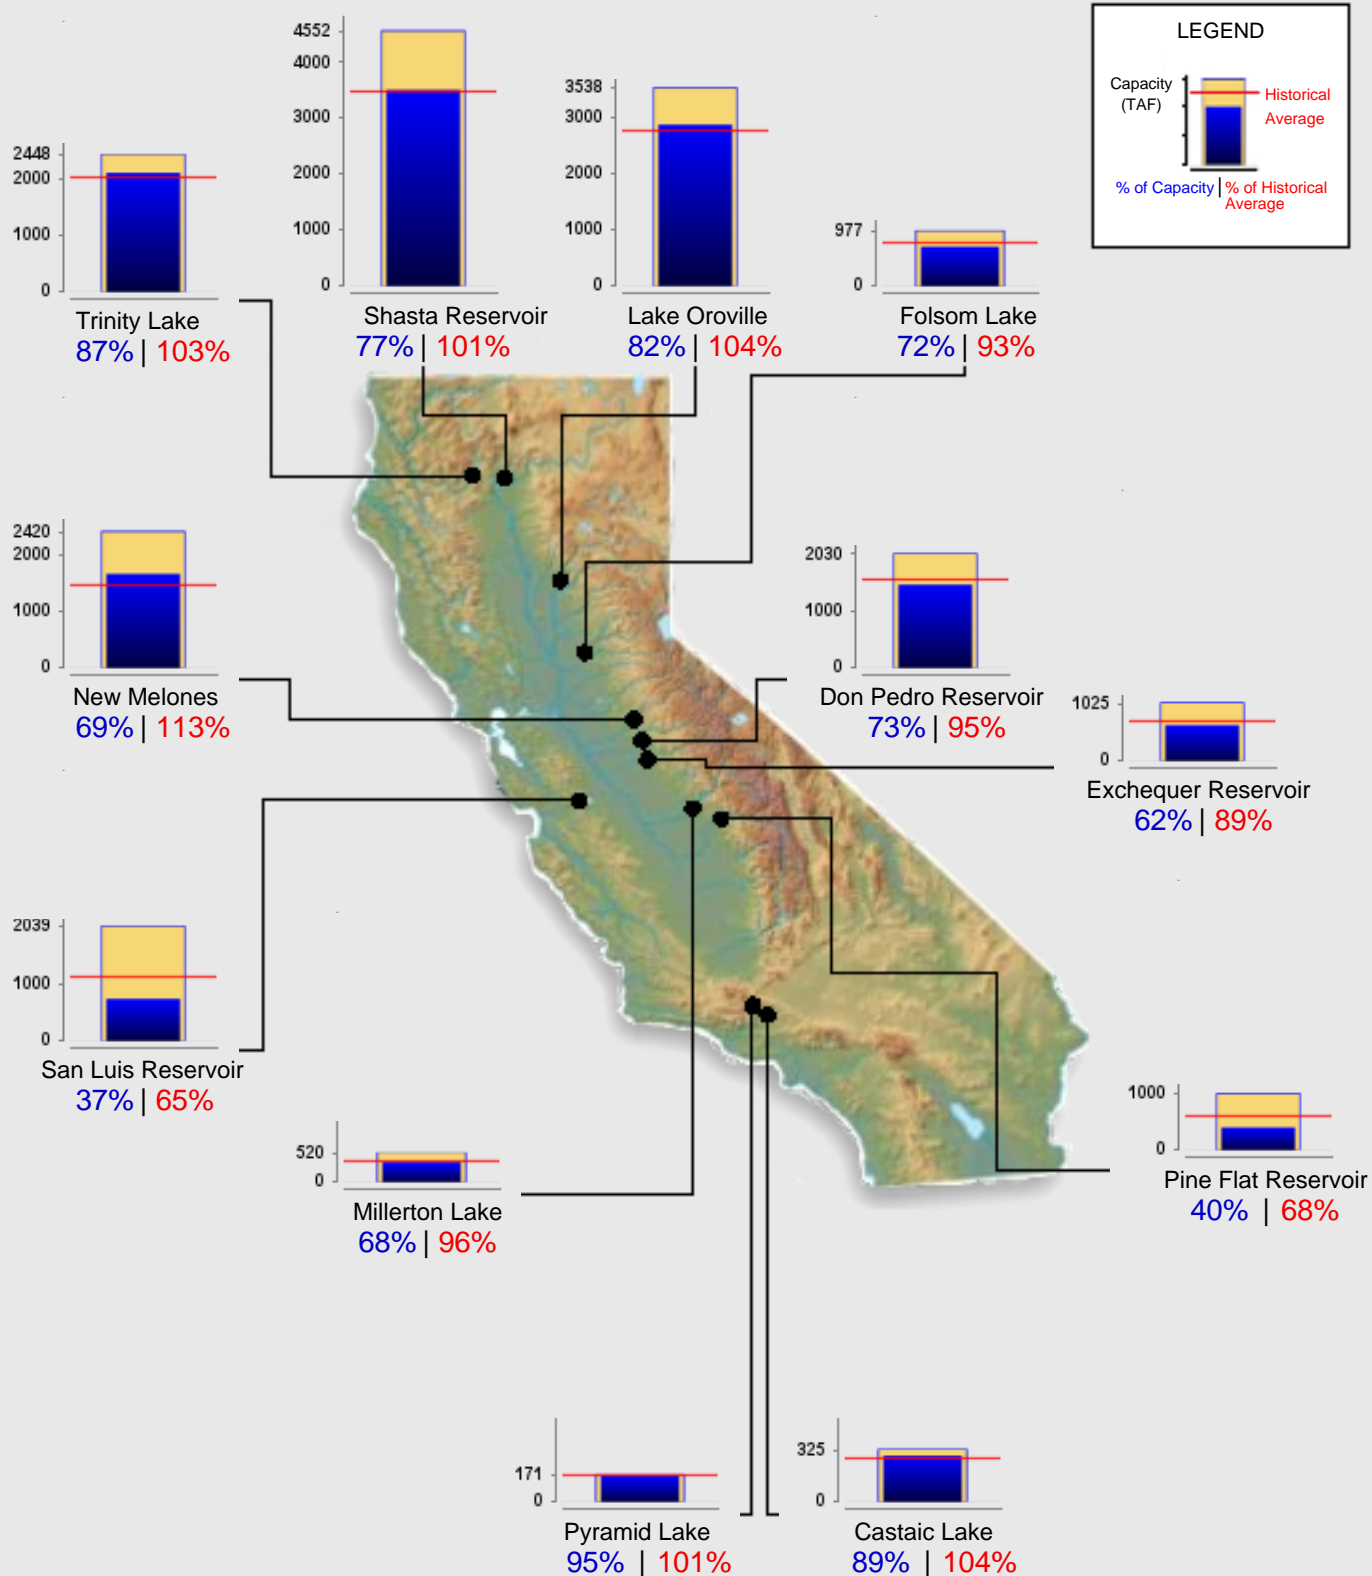 LEGEND
Capacity
(TAF)
Historical
Average
% of Capacity | % of Historical
Average
4552
4000
3000
2000
1000
0
Shasta Reservoir
77% | 101%
3538
3000
2000
1000
0
Lake Oroville
82% | 104%
2448
2000
1000
0
Trinity Lake
87% | 103%
977
0
Folsom Lake
72% | 93%
2420
2000
1000
0
New Melones
69% | 113%
2030
1000
0
Don Pedro Reservoir
73% | 95%
1025
0
Exchequer Reservoir
62% | 89%
2039
1000
0
San Luis Reservoir
37% | 65%
520
0
Millerton Lake
68% | 96%
1000
0
Pine Flat Reservoir
40% | 68%
171
0
Pyramid Lake
95% | 101%
325
0
Castaic Lake
89% | 104%